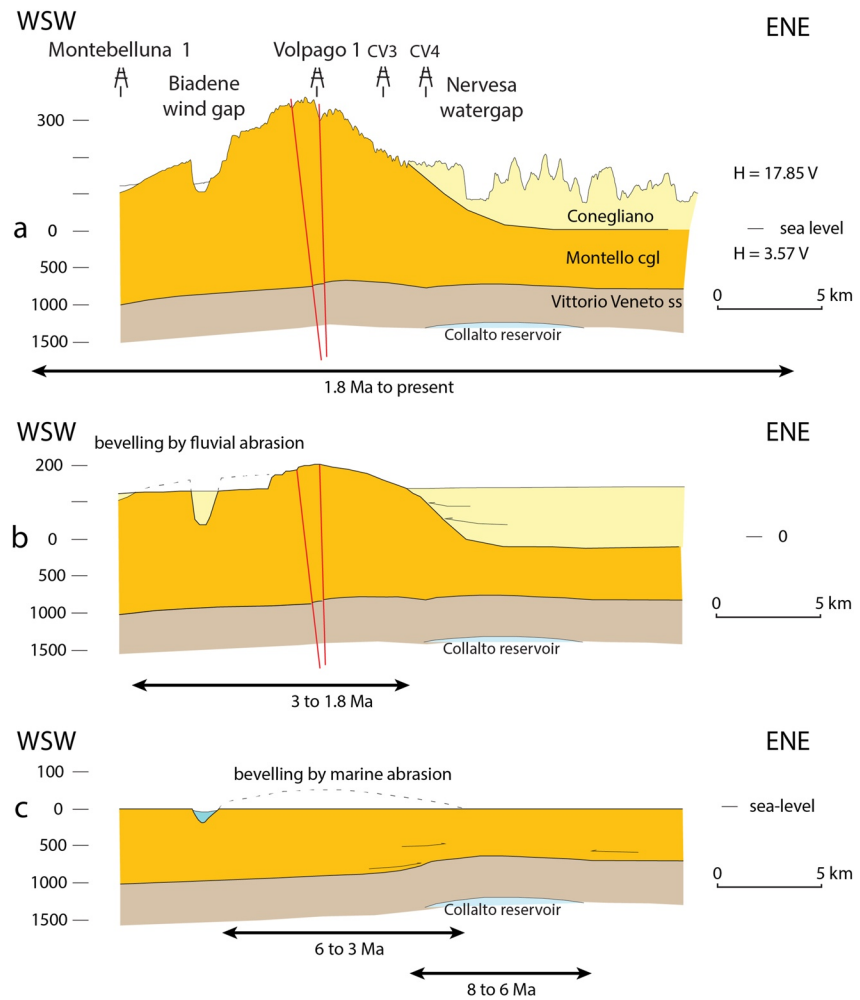 WSW
ENE
Montebelluna 1
Volpago 1
CV3
CV4
Biadene
wind gap
Nervesa
watergap
300
H = 17.85 V
Conegliano
a
0
sea level
Montello cgl
H = 3.57 V
500
1000
Vittorio Veneto ss
0
5 km
1500
Collalto reservoir
1.8 Ma to present
WSW
ENE
bevelling by fluvial abrasion
200
b
0
0
500
1000
0
5 km
1500
Collalto reservoir
3 to 1.8 Ma
WSW
ENE
100
bevelling by marine abrasion
c
0
sea-level
500
1000
0
5 km
1500
Collalto reservoir
6 to 3 Ma
8 to 6 Ma